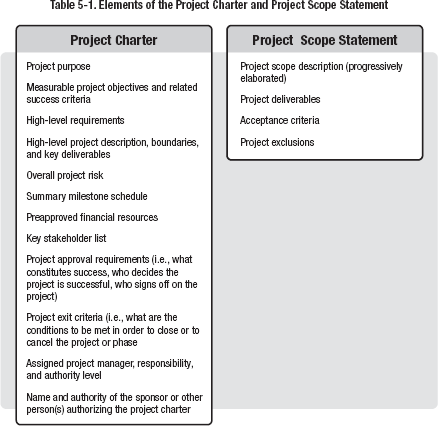 Table 5-1. Elements of the Project Charter and Project Scope Statement
Project Charter
Project purpose
Measurable project objectives and related
success criteria
High-level requirements
High-level project description, boundaries,
and key deliverables
Overall project risk
Summary milestone schedule
Preapproved financial resources
Key stakeholder list
Project approval requirements (i.e., what
constitutes success, who decides the
project is successful, who signs off on
the project)
Project exit criteria (i.e., what are the
conditions to be met in order to close or to
cancel the project or phase
Assigned project manager, responsibility,
and authority level
Name and authority of the sponsor or other
person(s) authorizing the project charter
Project Scope Statement
Project scope description (progressively
elaborated)
Project deliverables
Acceptance criteria
Project exclusions